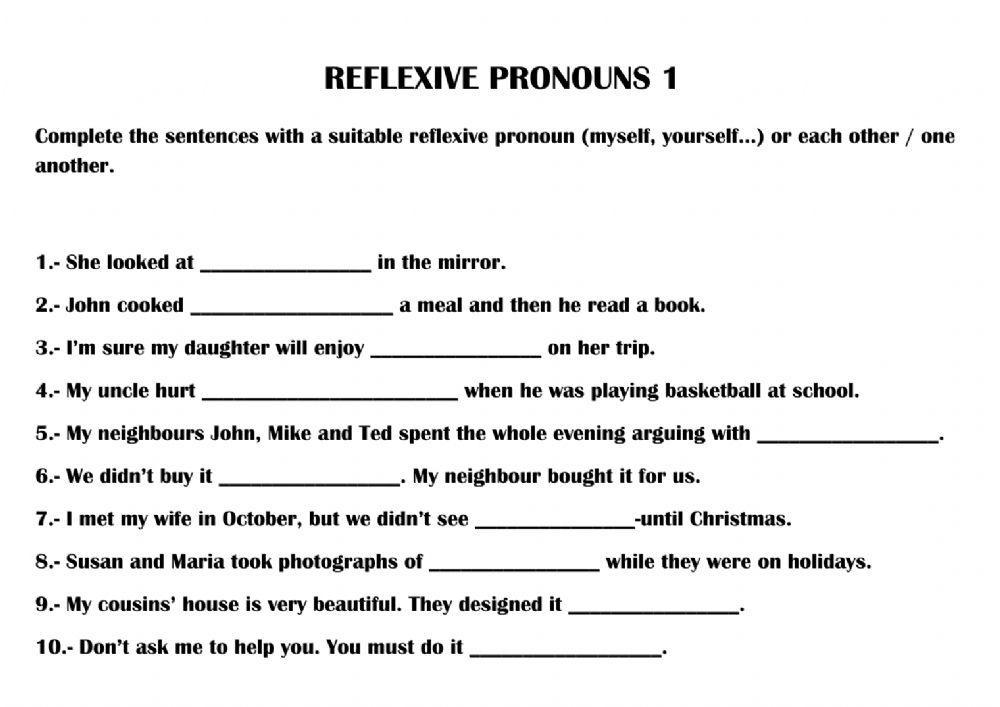 REFLEXIVE PRONOUNS 1
Complete the sentences with a suitable reflexive pronoun (myself, yourself...) or each other / one
another.
1.- She looked at ________________ in the mirror.
2.- John cooked ___________________ a meal and then he read a book.
3.- I'm sure my daughter will enjoy ________________ on her trip.
4.- My uncle hurt ________________________ when he was playing basketball at school.
5.- My neighbours John, Mike and Ted spent the whole evening arguing with _________________.
6.- We didn't buy it _________________. My neighbour bought it for us.
7.- I met my wife in October, but we didn't see _______________-until Christmas.
8.- Susan and Maria took photographs of ________________ while they were on holidays.
9.- My cousins' house is very beautiful. They designed it ________________.
10.- Don't ask me to help you. You must do it __________________.